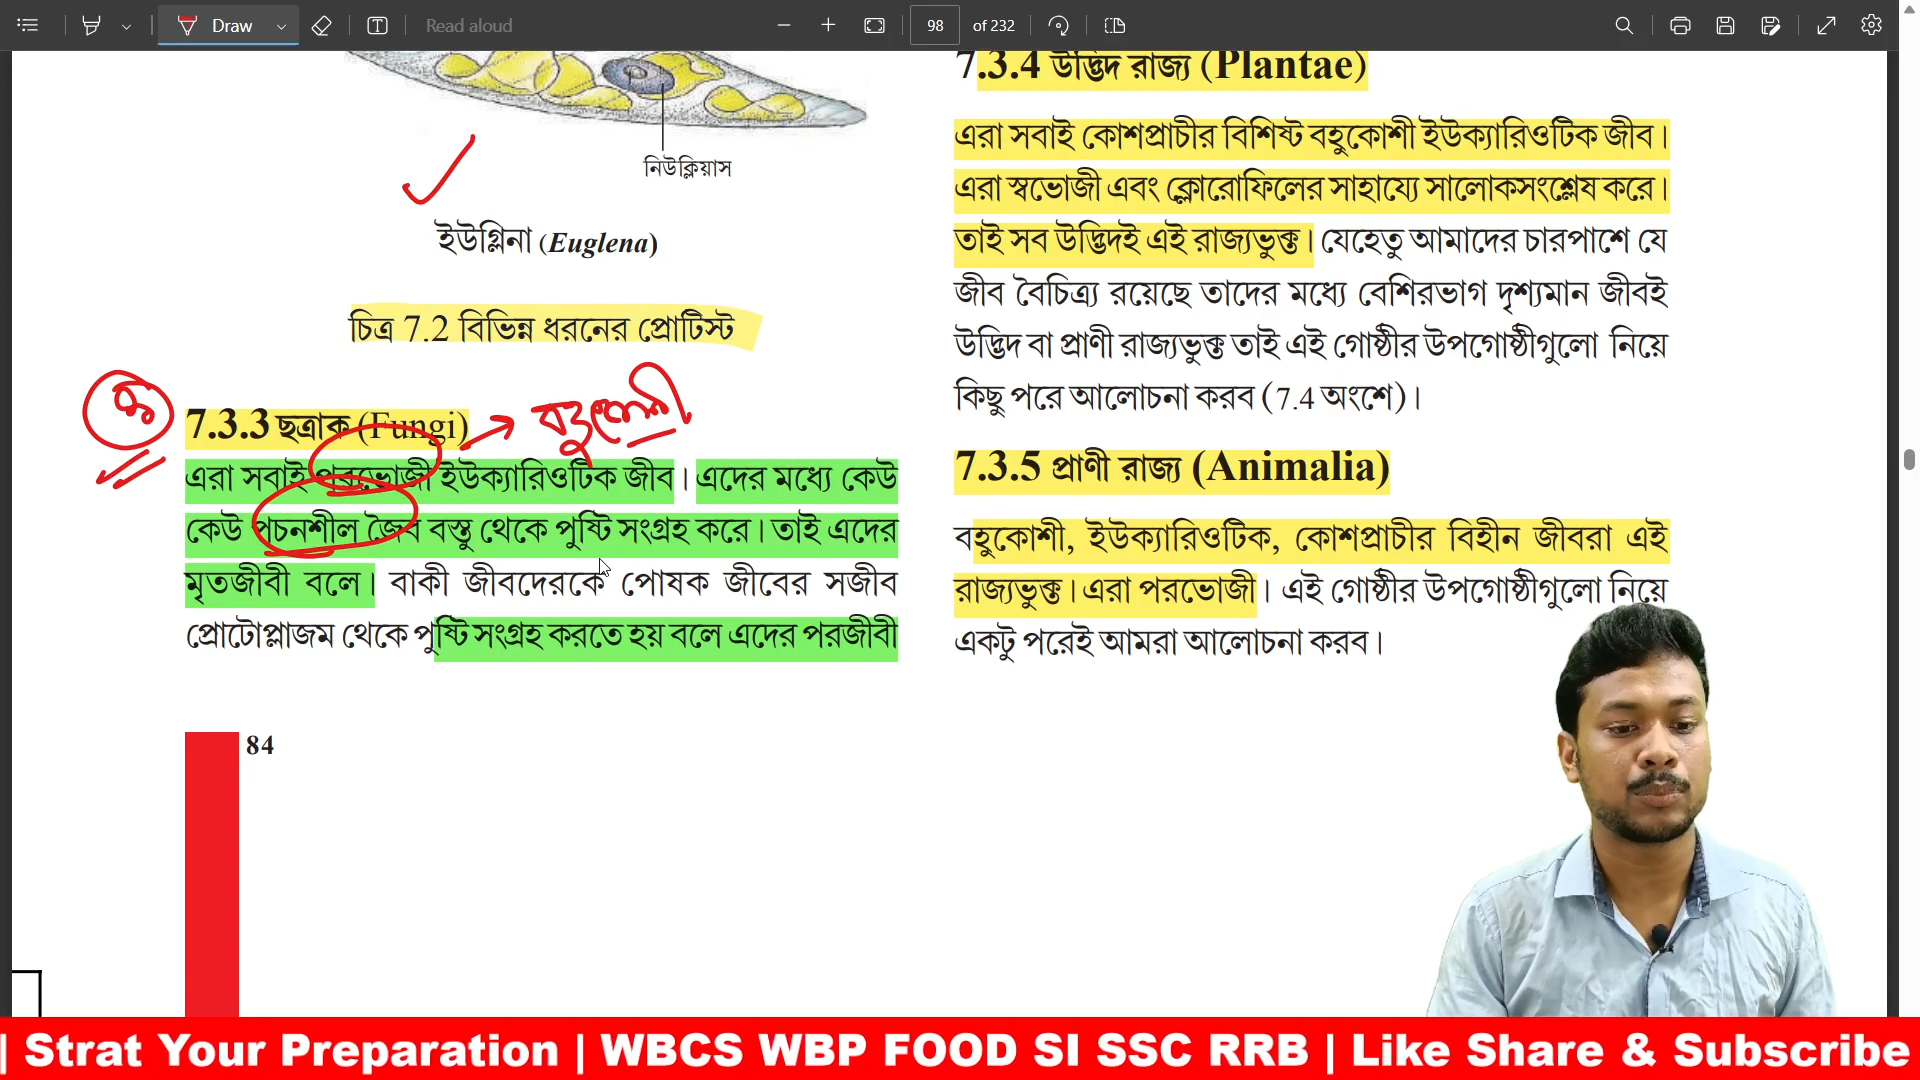 Draw
Read aloud
98
of 232
নিউক্লিয়াস
ইউগ্লিনা (Euglena)
চিত্র 7.2 বিভিন্ন ধরনের প্রোটিস্ট
বহুকোশী
7.3.3 ছত্রাক (Fungi)
এরা সবাই পরভোজী ইউক্যারিওটিক জীব। এদের মধ্যে কেউ
কেউ পচনশীল জৈব বস্তু থেকে পুষ্টি সংগ্রহ করে। তাই এদের
মৃতজীবী বলে। বাকী জীবদেরকে পোষক জীবের সজীব
প্রোটোপ্লাজম থেকে পুষ্টি সংগ্রহ করতে হয় বলে এদের পরজীবী
84
7.3.4 উদ্ভিদ রাজ্য (Plantae)
এরা সবাই কোশপ্রাচীর বিশিষ্ট বহুকোশী ইউক্যারিওটিক জীব।
এরা স্বভোজী এবং ক্লোরোফিলের সাহায্যে সালোকসংশ্লেষ করে।
তাই সব উদ্ভিদই এই রাজ্যভুক্ত। যেহেতু আমাদের চারপাশে যে
জীব বৈচিত্র্য রয়েছে তাদের মধ্যে বেশিরভাগ দৃশ্যমান জীবই
উদ্ভিদ বা প্রাণী রাজ্যভুক্ত তাই এই গোষ্ঠীর উপগোষ্ঠীগুলো নিয়ে
কিছু পরে আলোচনা করব (7.4 অংশে)।
7.3.5 প্রাণী রাজ্য (Animalia)
বহুকোশী, ইউক্যারিওটিক, কোশপ্রাচীর বিহীন জীবরা এই
রাজ্যভুক্ত। এরা পরভোজী। এই গোষ্ঠীর উপগোষ্ঠীগুলো নিয়ে
একটু পরেই আমরা আলোচনা করব।
| Strat Your Preparation | WBCS WBP FOOD SI SSC RRB | Like Share & Subscribe